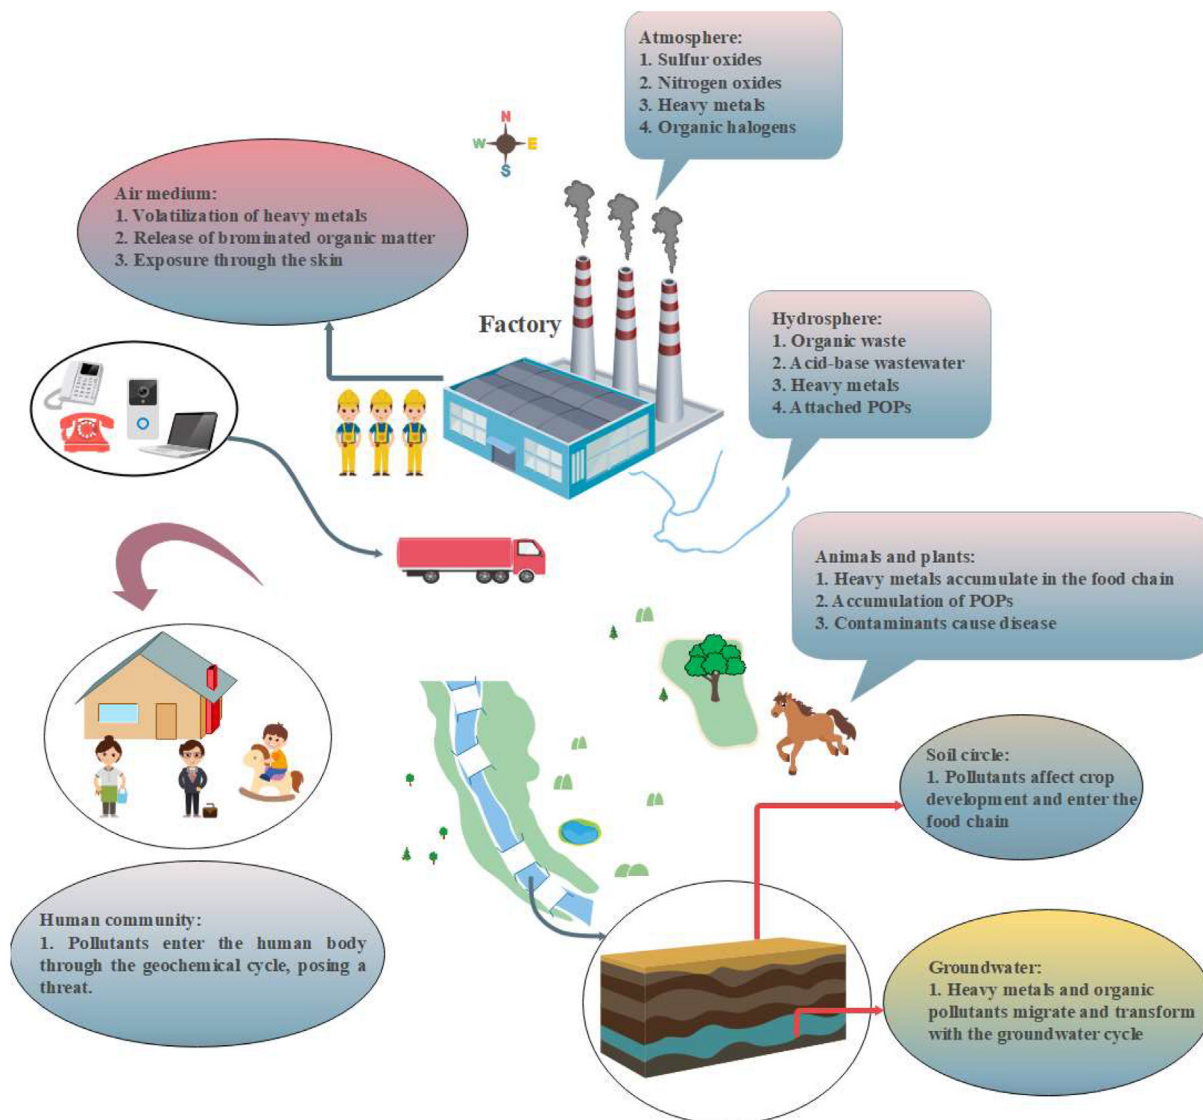 Atmosphere:
1. Sulfur oxides
2. Nitrogen oxides
3. Heavy metals
4. Organic halogens
N
W
E
S
Air medium:
1. Volatilization of heavy metals
2. Release of brominated organic matter
3. Exposure through the skin
Factory
Hydrosphere:
1. Organic waste
2. Acid-base wastewater
3. Heavy metals
4. Attached POPs
Animals and plants:
1. Heavy metals accumulate in the food chain
2. Accumulation of POPs
3. Contaminants cause disease
Soil circle:
1. Pollutants affect crop
development and enter the
food chain
Human community:
1. Pollutants enter the human body
through the geochemical cycle, posing a
threat.
Groundwater:
1. Heavy metals and organic
pollutants migrate and transform
with the groundwater cycle